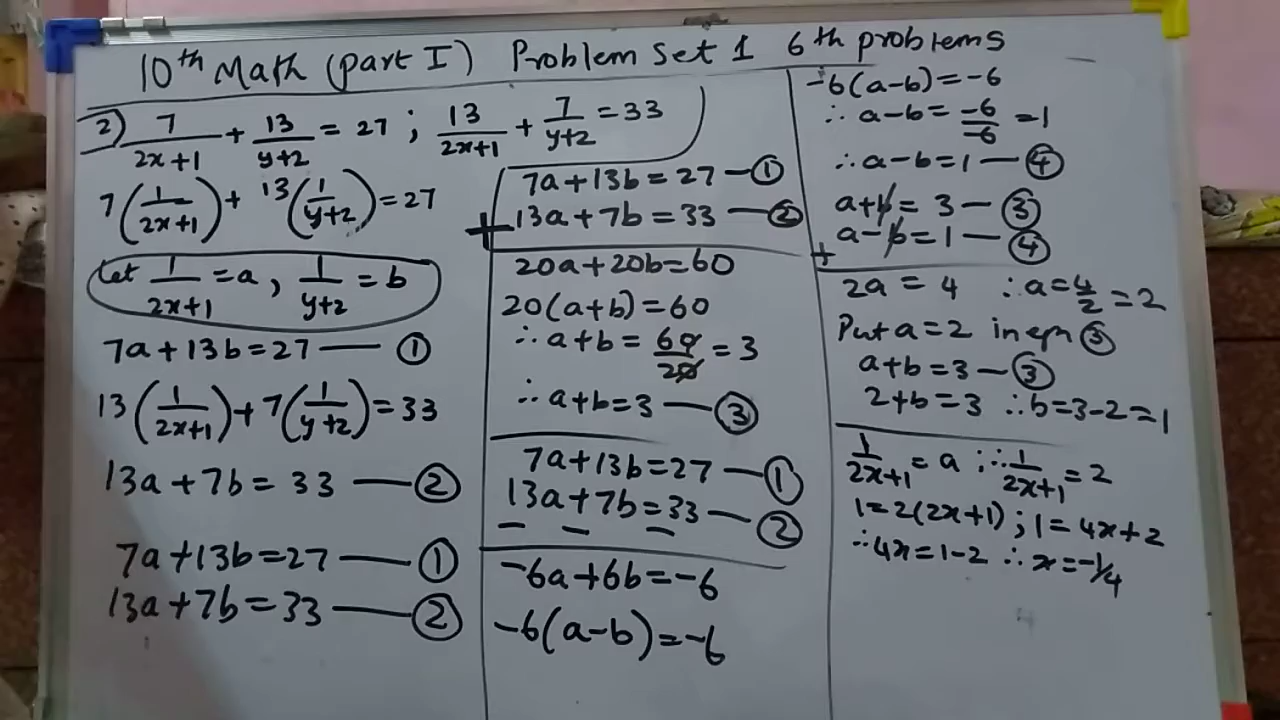 10th Math (part I) Problem Set 1 6th problems
2) 7/(2x+1) + 13/(y+2) = 27 ; 13/(2x+1) + 7/(y+2) = 33
7(1/(2x+1)) + 13(1/(y+2)) = 27
let 1/(2x+1) = a, 1/(y+2) = b
7a+13b=27 — ①
13(1/(2x+1)) + 7(1/(y+2)) = 33
13a+7b=33 — ②
7a+13b=27 — ①
13a+7b=33 — ②
7a+13b=27 — ①
+ 13a+7b=33 — ②
20a+20b=60
20(a+b)=60
∴ a+b = 60/20 = 3
∴ a+b=3 — ③
7a+13b=27 — ①
13a+7b=33 — ②
− − −
-6a+6b=-6
-6(a-b)=-6
-6(a-b)=-6
∴ a-b = -6/-6 = 1
∴ a-b=1 — ④
a+b=3 — ③
+ a-b=1 — ④
2a=4 ∴ a=4/2=2
Put a=2 in eqn ③
a+b=3 — ③
2+b=3 ∴ b=3-2=1
1/(2x+1) = a ; ∴ 1/(2x+1) = 2
1=2(2x+1) ; 1=4x+2
∴ 4x=1-2 ∴ x=-1/4